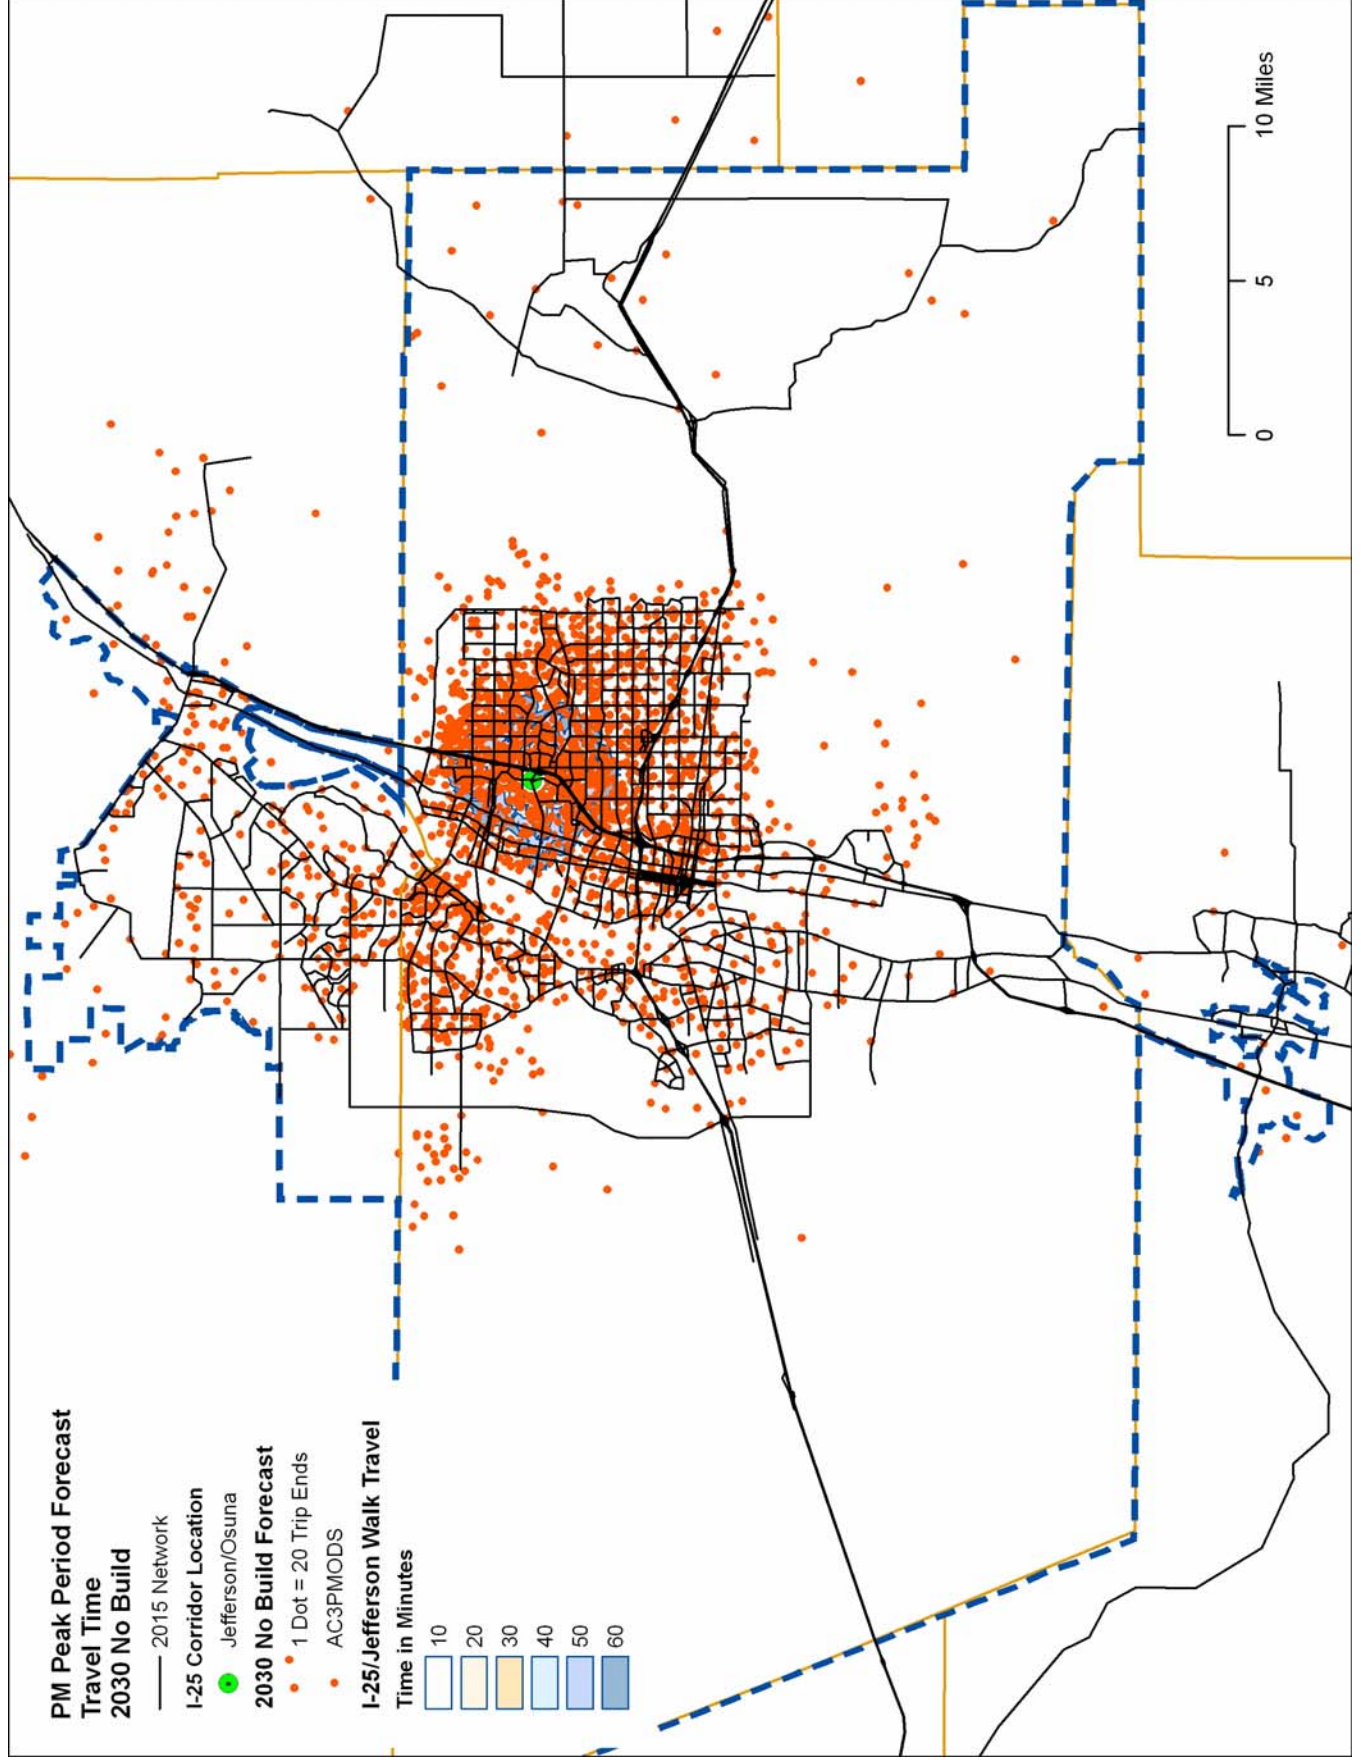 PM Peak Period Forecast
Travel Time
2030 No Build
2015 Network
I-25 Corridor Location
Jefferson/Osuna
2030 No Build Forecast
1 Dot = 20 Trip Ends
AC3PMODS
I-25/Jefferson Walk Travel
Time in Minutes
10
20
30
40
50
60
0 5 10 Miles